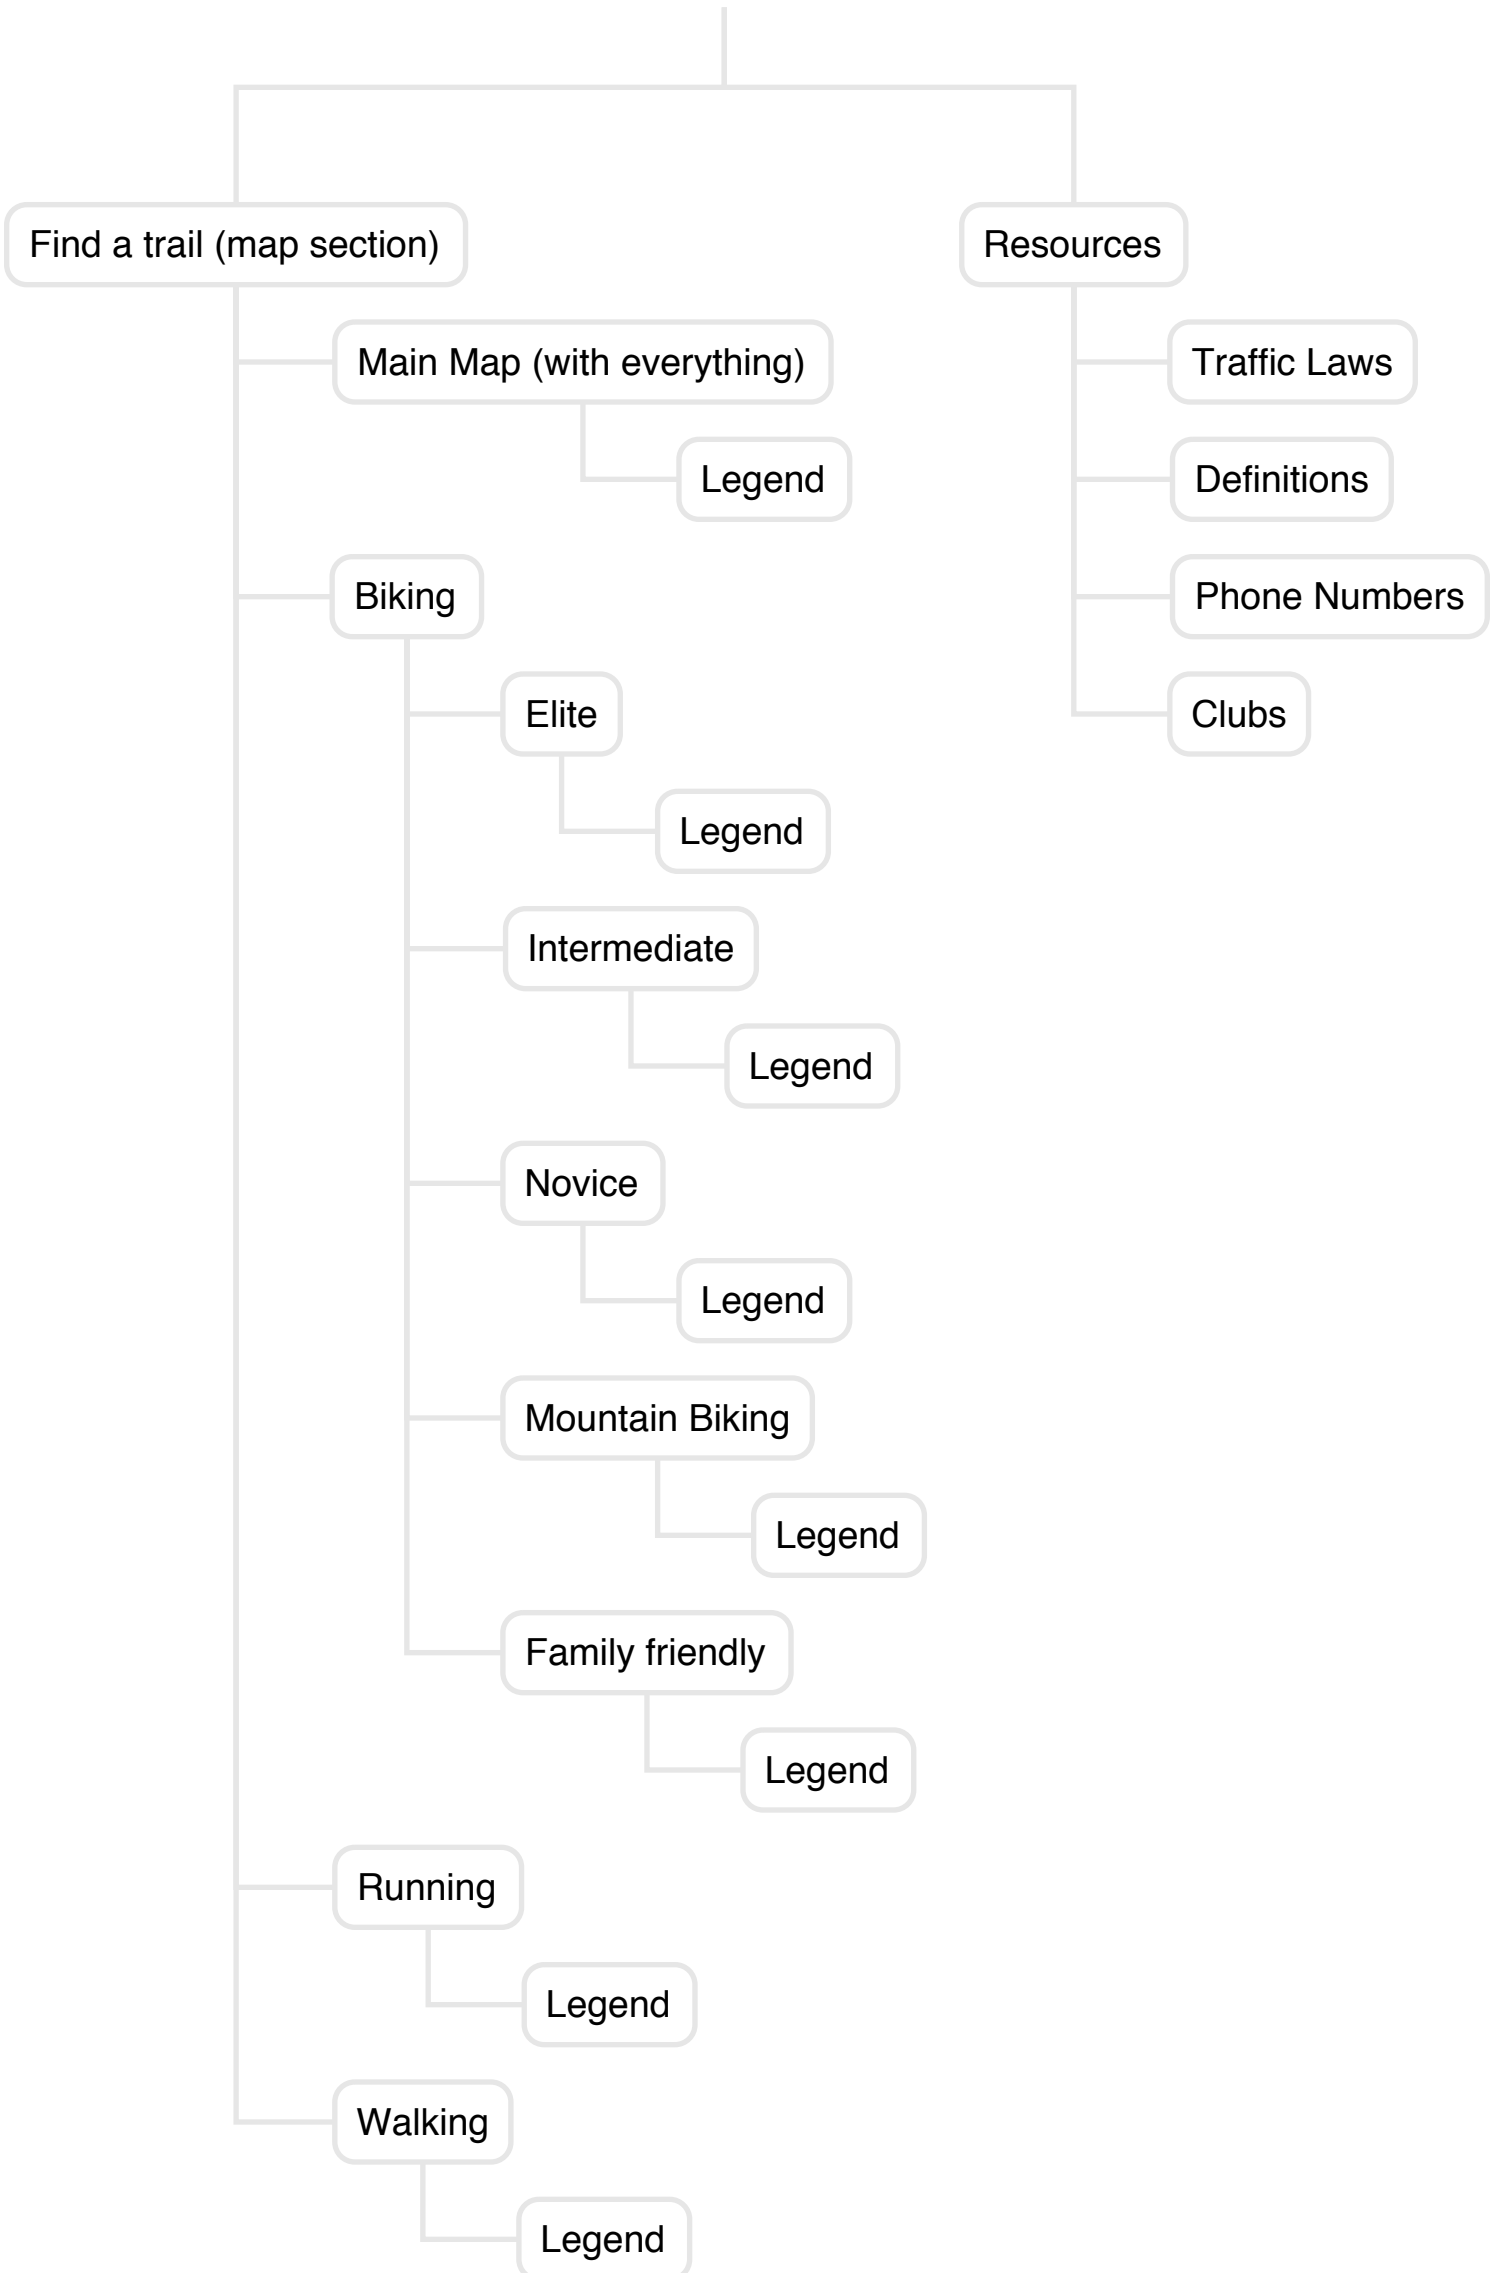 Find a trail (map section)
Main Map (with everything)
Legend
Biking
Elite
Legend
Intermediate
Legend
Novice
Legend
Mountain Biking
Legend
Family friendly
Legend
Running
Legend
Walking
Legend
Resources
Traffic Laws
Definitions
Phone Numbers
Clubs